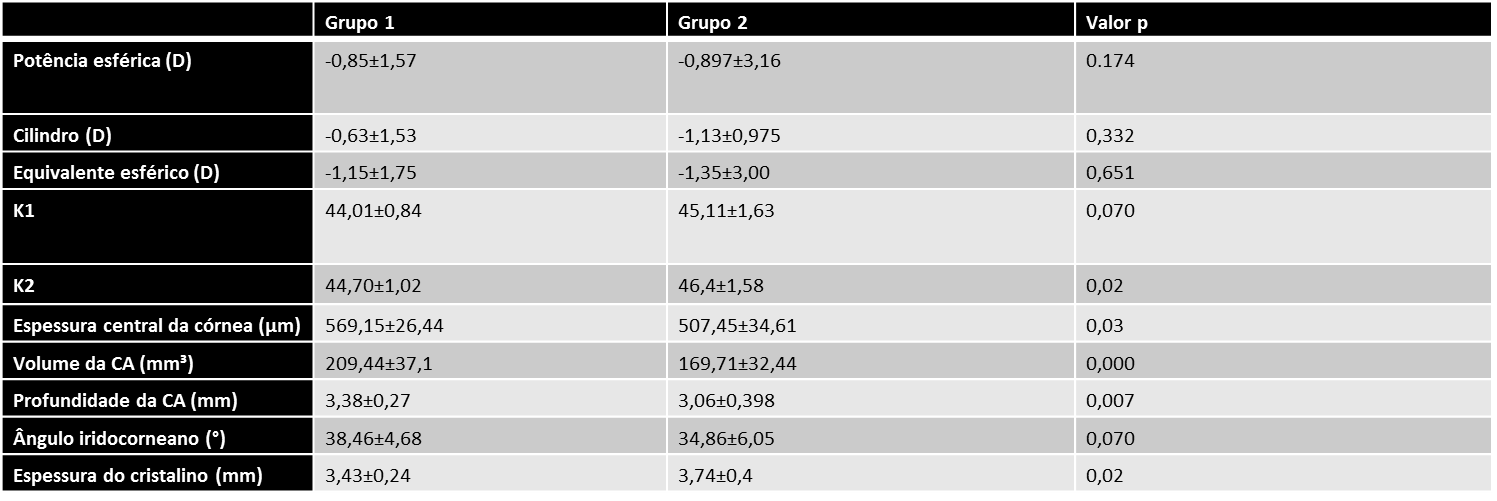 Grupo 1 Grupo 2 Valor p
Potência esférica (D) -0,85±1,57 -0,897±3,16 0.174
Cilindro (D) -0,63±1,53 -1,13±0,975 0,332
Equivalente esférico (D) -1,15±1,75 -1,35±3,00 0,651
K1 44,01±0,84 45,11±1,63 0,070
K2 44,70±1,02 46,4±1,58 0,02
Espessura central da córnea (µm) 569,15±26,44 507,45±34,61 0,03
Volume da CA (mm³) 209,44±37,1 169,71±32,44 0,000
Profundidade da CA (mm) 3,38±0,27 3,06±0,398 0,007
Ângulo iridocorneano (°) 38,46±4,68 34,86±6,05 0,070
Espessura do cristalino (mm) 3,43±0,24 3,74±0,4 0,02